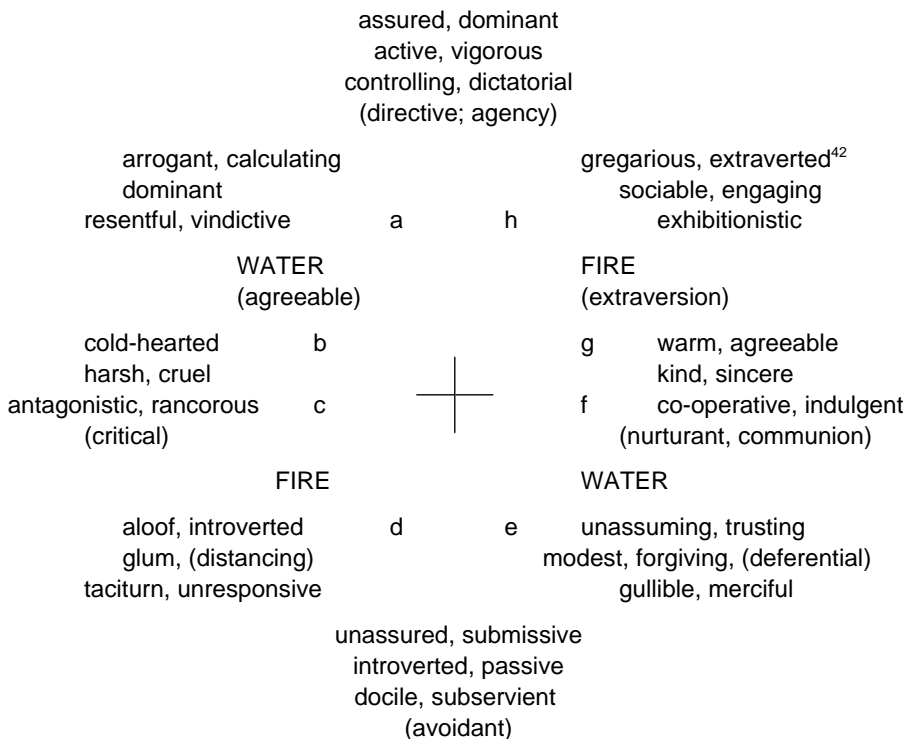 assured, dominant
active, vigorous
controlling, dictatorial
(directive; agency)
arrogant, calculating gregarious, extraverted42
dominant sociable, engaging
resentful, vindictive a h exhibitionistic
WATER FIRE
(agreeable) (extraversion)
cold-hearted b g warm, agreeable
harsh, cruel kind, sincere
antagonistic, rancorous c f co-operative, indulgent
(critical) (nurturant, communion)
FIRE WATER
aloof, introverted d e unassuming, trusting
glum, (distancing) modest, forgiving, (deferential)
taciturn, unresponsive gullible, merciful
unassured, submissive
introverted, passive
docile, subservient
(avoidant)